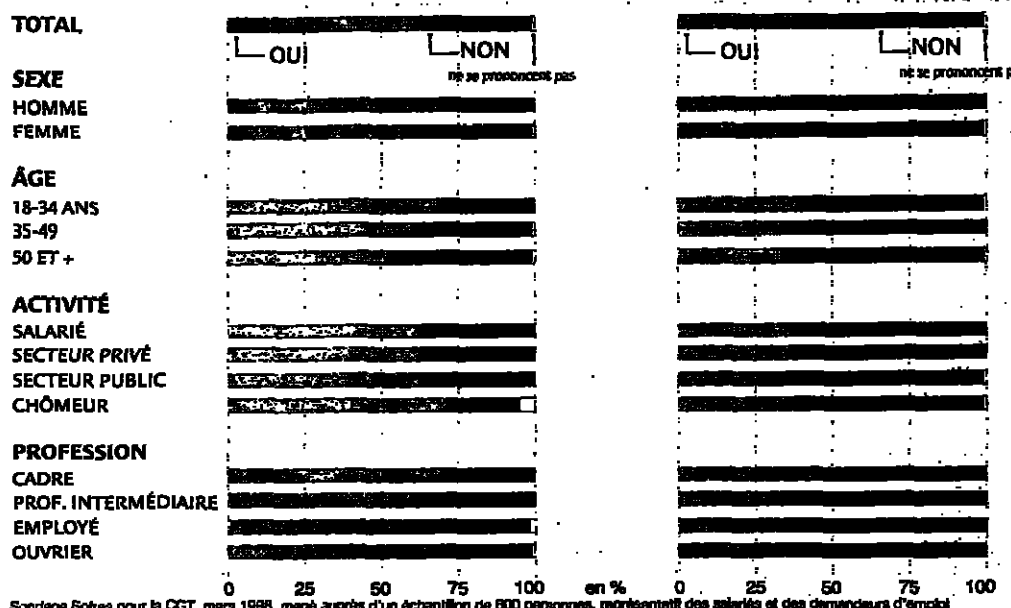 TOTAL
OUI NON OUI NON
ne se prononcent pas ne se prononcent p
SEXE
HOMME
FEMME
ÂGE
18-34 ANS
35-49
50 ET +
ACTIVITÉ
SALARIÉ
SECTEUR PRIVÉ
SECTEUR PUBLIC
CHÔMEUR
PROFESSION
CADRE
PROF. INTERMÉDIAIRE
EMPLOYÉ
OUVRIER
0 25 50 75 100 en % 0 25 50 75 100
Sondage Sofres pour la CGT, mars 1998, mené auprès d'un échantillon de 800 personnes, représentatif des salariés et des demandeurs d'emploi